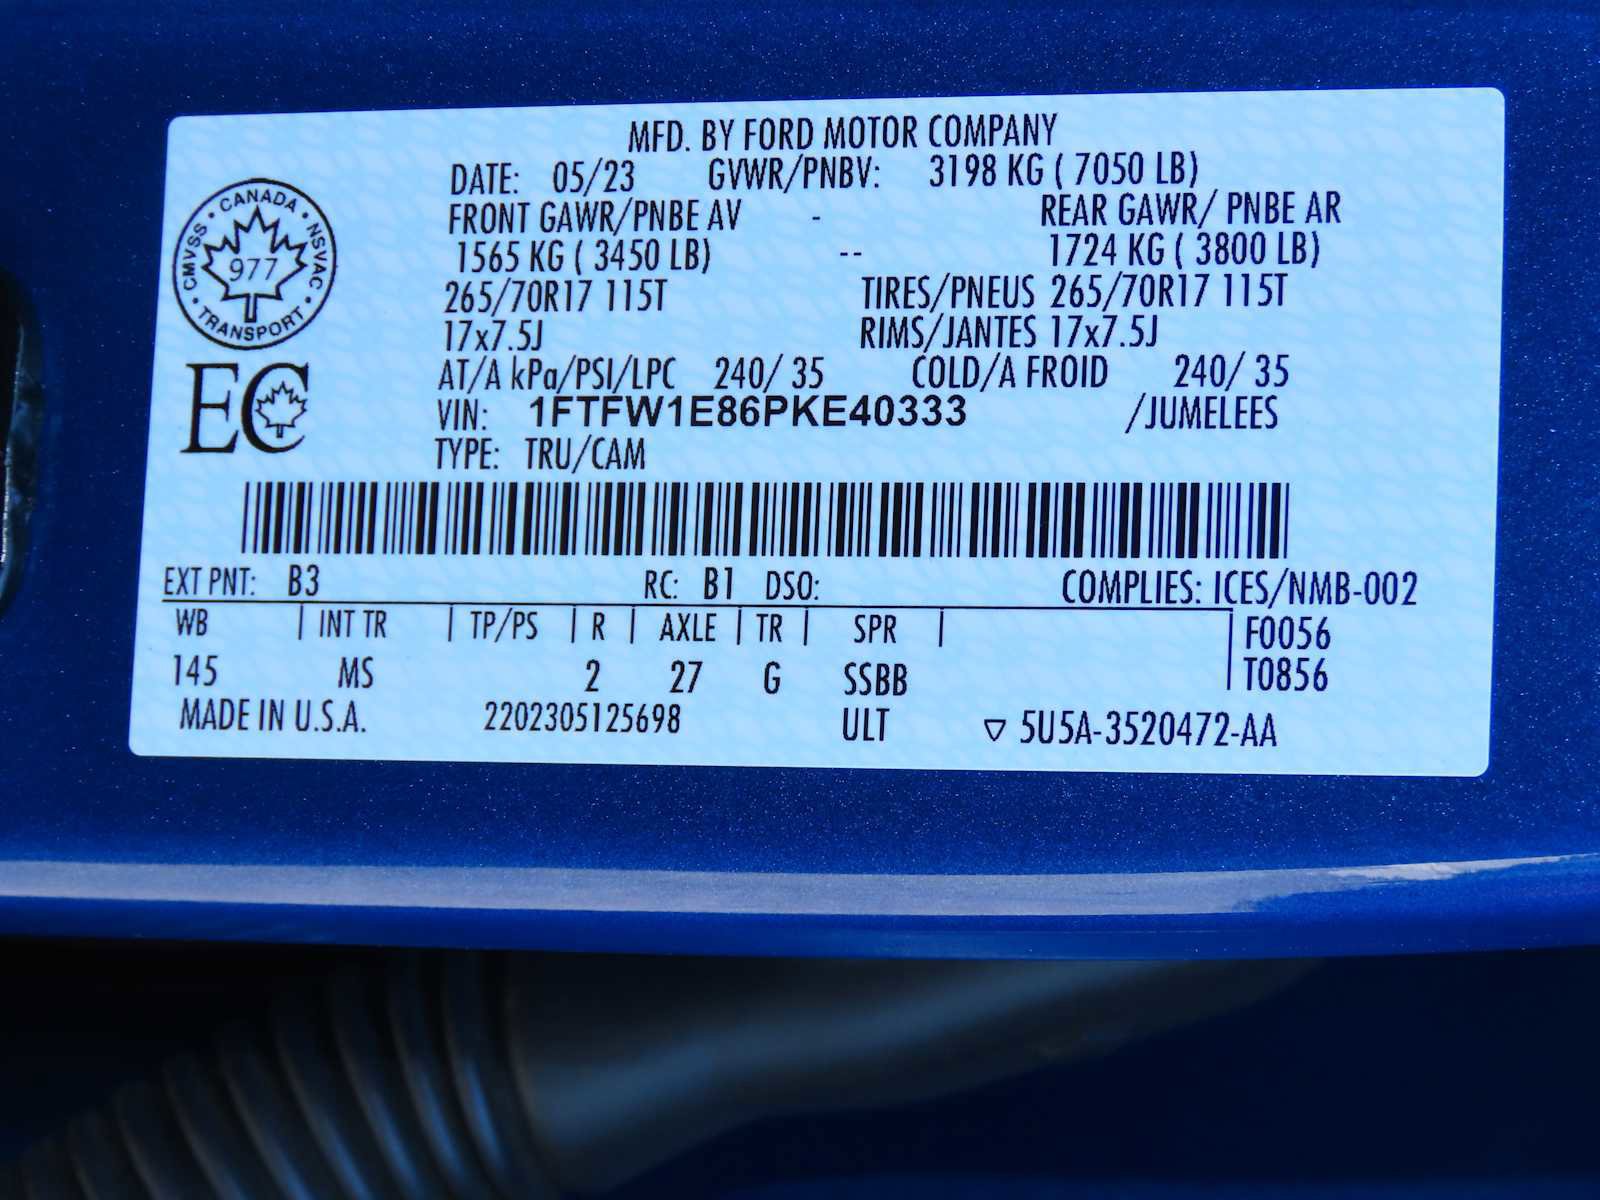 MFD. BY FORD MOTOR COMPANY
DATE: 05/23 GVWR/PNBV: 3198 KG ( 7050 LB)
FRONT GAWR/PNBE AV - REAR GAWR/ PNBE AR
1565 KG ( 3450 LB) -- 1724 KG ( 3800 LB)
265/70R17 115T TIRES/PNEUS 265/70R17 115T
17x7.5J RIMS/JANTES 17x7.5J
AT/A kPa/PSI/LPC 240/ 35 COLD/A FROID 240/ 35
VIN: 1FTFW1E86PKE40333 /JUMELEES
TYPE: TRU/CAM
CANADA • NSVAC • TRANSPORT • CMVSS •
977
EC
EXT PNT: B3 RC: B1 DSO: COMPLIES: ICES/NMB-002
WB | INT TR | TP/PS | R | AXLE | TR | SPR | F0056
145 MS 2 27 G SSBB T0856
MADE IN U.S.A. 2202305125698 ULT ▽ 5U5A-3520472-AA